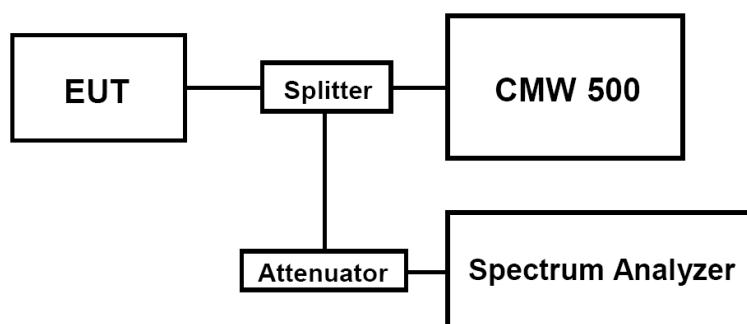 EUT
Splitter
CMW 500
Attenuator
Spectrum Analyzer